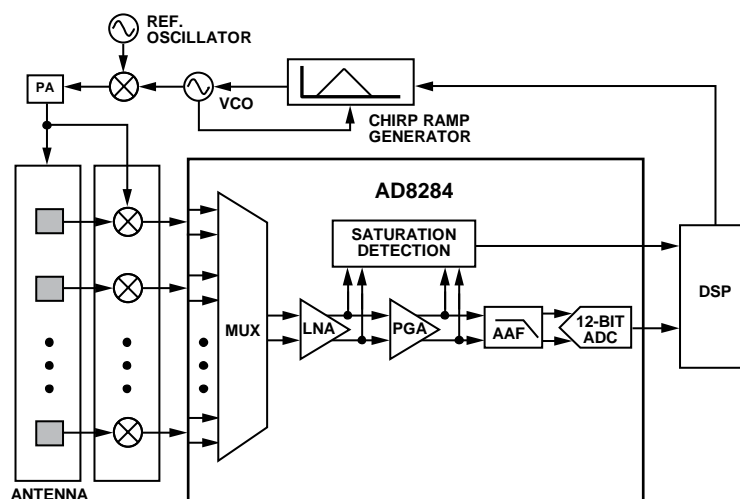 REF.
OSCILLATOR
PA
VCO
CHIRP RAMP
GENERATOR
AD8284
SATURATION
DETECTION
DSP
MUX
LNA
PGA
AAF
12-BIT
ADC
ANTENNA